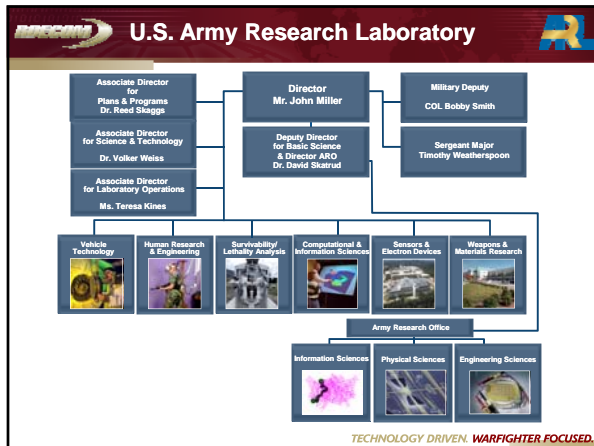 RDECOM
U.S. Army Research Laboratory
ARL
Associate Director
for
Plans & Programs
Dr. Reed Skaggs
Director
Mr. John Miller
Military Deputy
COL Bobby Smith
Associate Director
for Science & Technology
Dr. Volker Weiss
Deputy Director
for Basic Science
& Director ARO
Dr. David Skatrud
Sergeant Major
Timothy Weatherspoon
Associate Director
for Laboratory Operations
Ms. Teresa Kines
Vehicle
Technology
Human Research
& Engineering
Survivability/
Lethality Analysis
Computational &
Information Sciences
Sensors &
Electron Devices
Weapons &
Materials Research
Army Research Office
Information Sciences
Physical Sciences
Engineering Sciences
TECHNOLOGY DRIVEN. WARFIGHTER FOCUSED.